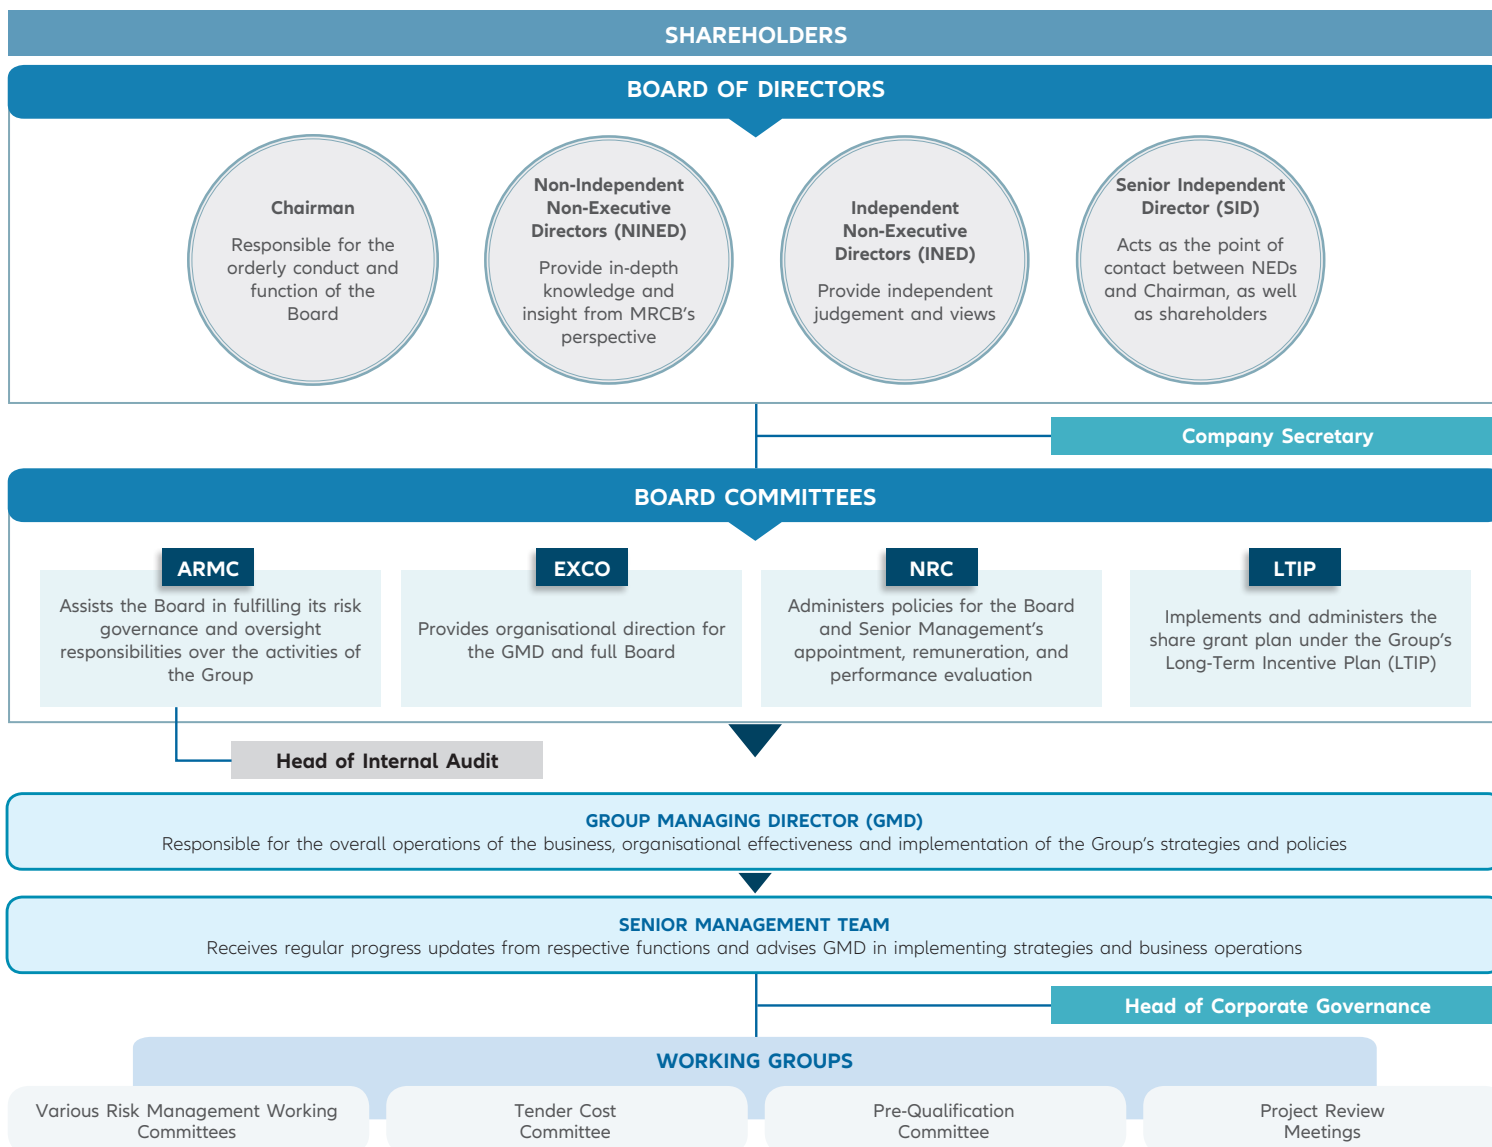 SHAREHOLDERS
BOARD OF DIRECTORS
Chairman
Responsible for the
orderly conduct and
function of the
Board
Non-Independent
Non-Executive
Directors (NINED)
Provide in-depth
knowledge and
insight from MRCB's
perspective
Independent
Non-Executive
Directors (INED)
Provide independent
judgement and views
Senior Independent
Director (SID)
Acts as the point of
contact between NEDs
and Chairman, as well
as shareholders
Company Secretary
BOARD COMMITTEES
ARMC
Assists the Board in fulfilling its risk
governance and oversight
responsibilities over the activities of
the Group
EXCO
Provides organisational direction for
the GMD and full Board
NRC
Administers policies for the Board
and Senior Management's
appointment, remuneration, and
performance evaluation
LTIP
Implements and administers the
share grant plan under the Group's
Long-Term Incentive Plan (LTIP)
Head of Internal Audit
GROUP MANAGING DIRECTOR (GMD)
Responsible for the overall operations of the business, organisational effectiveness and implementation of the Group's strategies and policies
SENIOR MANAGEMENT TEAM
Receives regular progress updates from respective functions and advises GMD in implementing strategies and business operations
Head of Corporate Governance
WORKING GROUPS
Various Risk Management Working
Committees
Tender Cost
Committee
Pre-Qualification
Committee
Project Review
Meetings